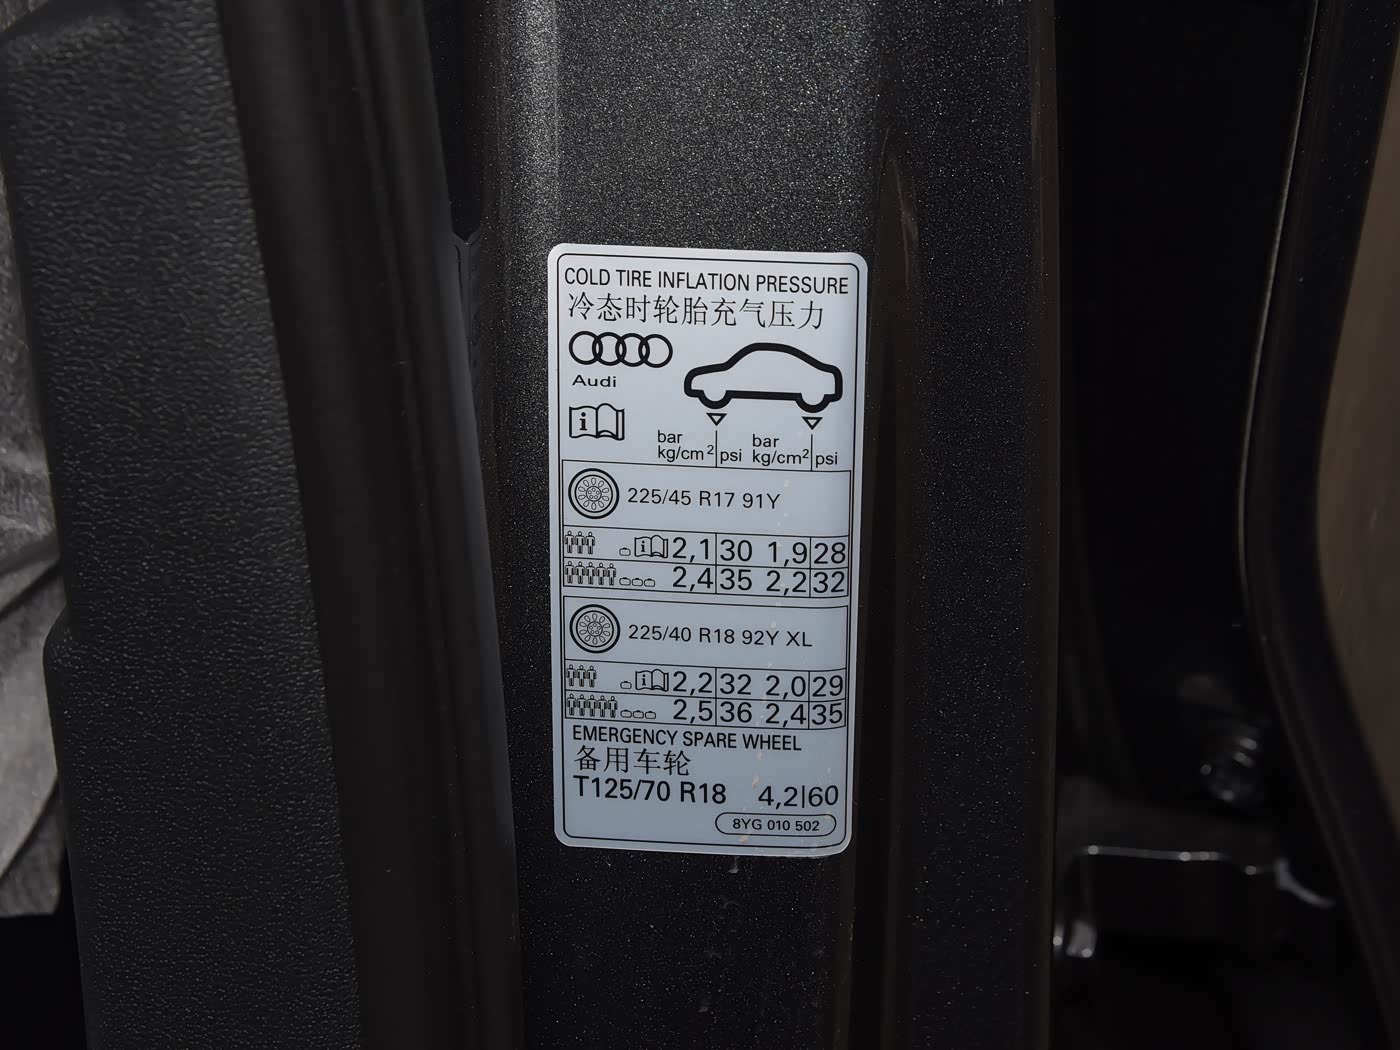 COLD TIRE INFLATION PRESSURE
冷态时轮胎充气压力
Audi
i
bar kg/cm² psi bar kg/cm² psi
225/45 R17 91Y
i 2,1 30 1,9 28
2,4 35 2,2 32
225/40 R18 92Y XL
i 2,2 32 2,0 29
2,5 36 2,4 35
EMERGENCY SPARE WHEEL
备用车轮
T125/70 R18 4,2|60
8YG 010 502